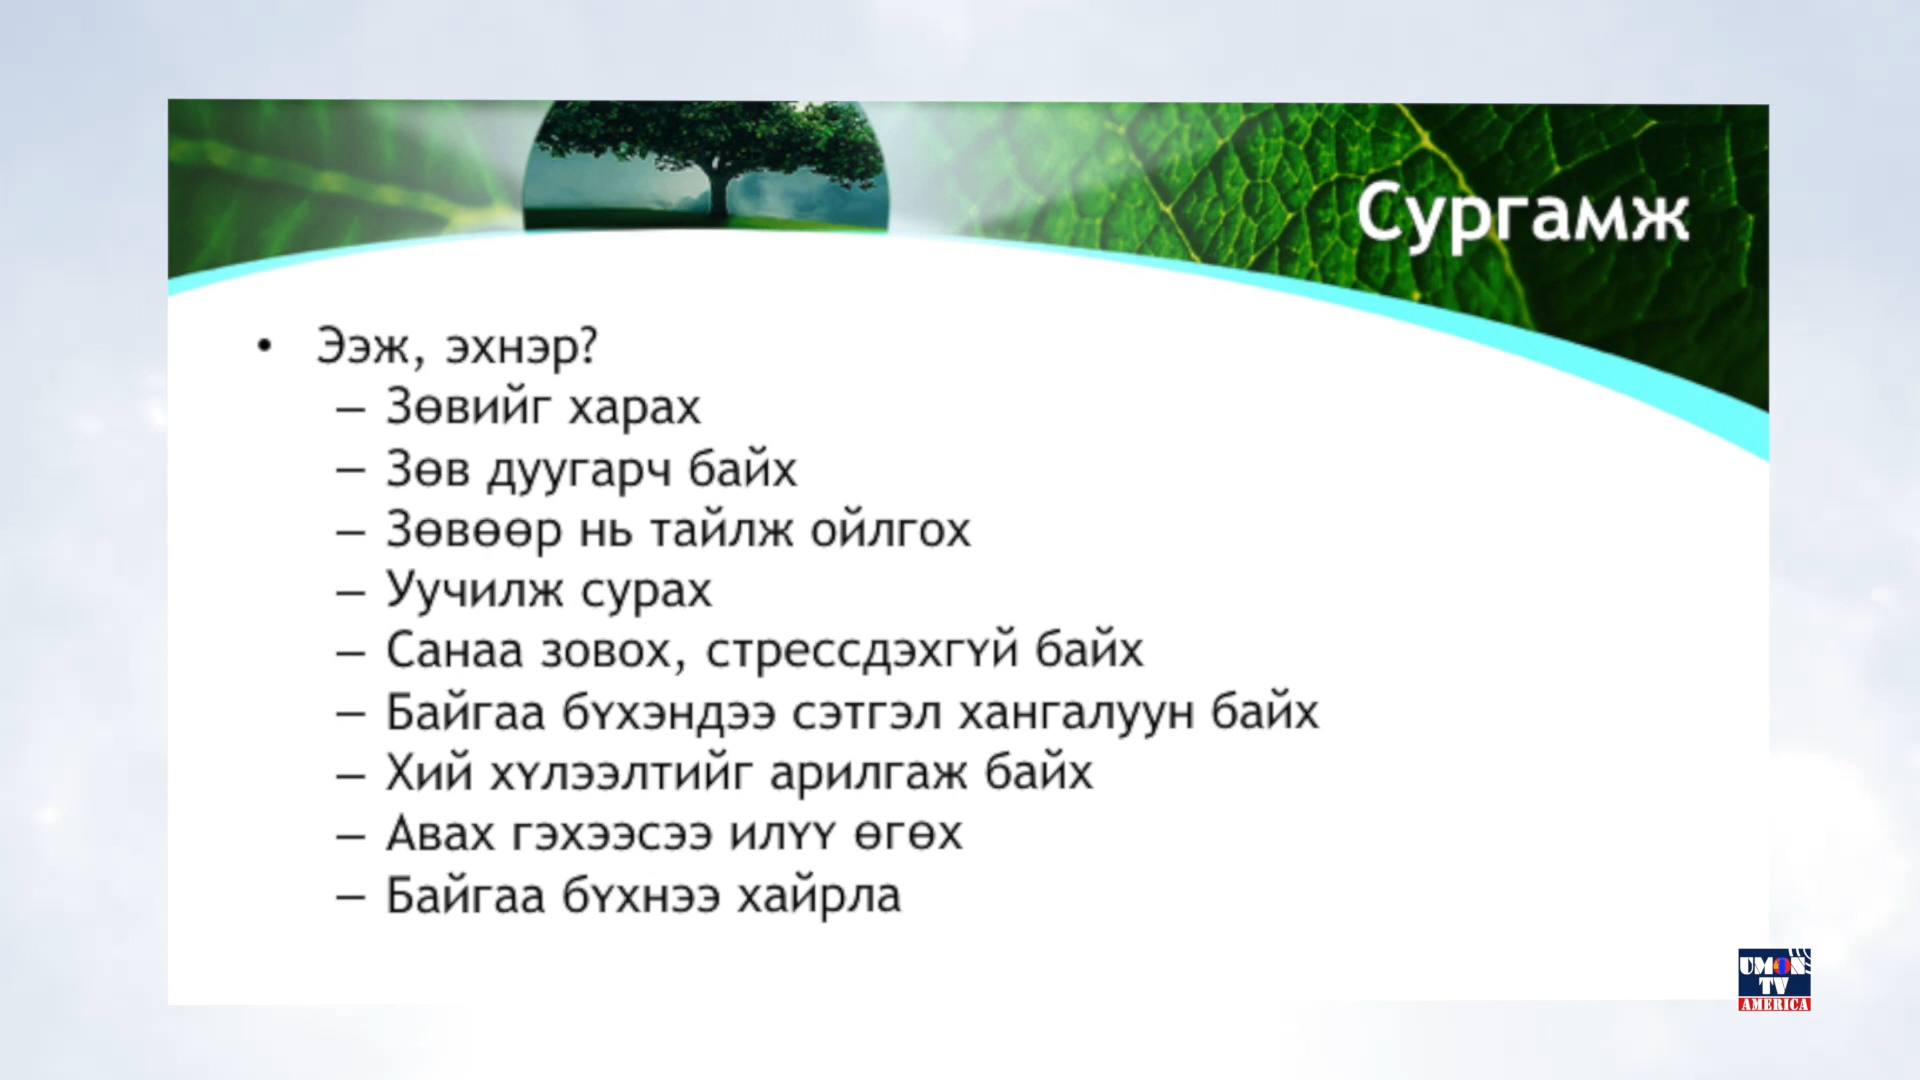 Сургамж
• Ээж, эхнэр?
– Зөвийг харах
– Зөв дуугарч байх
– Зөвөөр нь тайлж ойлгох
– Уучилж сурах
– Санаа зовох, стрессдэхгүй байх
– Байгаа бүхэндээ сэтгэл хангалуун байх
– Хий хүлээлтийг арилгаж байх
– Авах гэхээсээ илүү өгөх
– Байгаа бүхнээ хайрла
UMON
TV
AMERICA